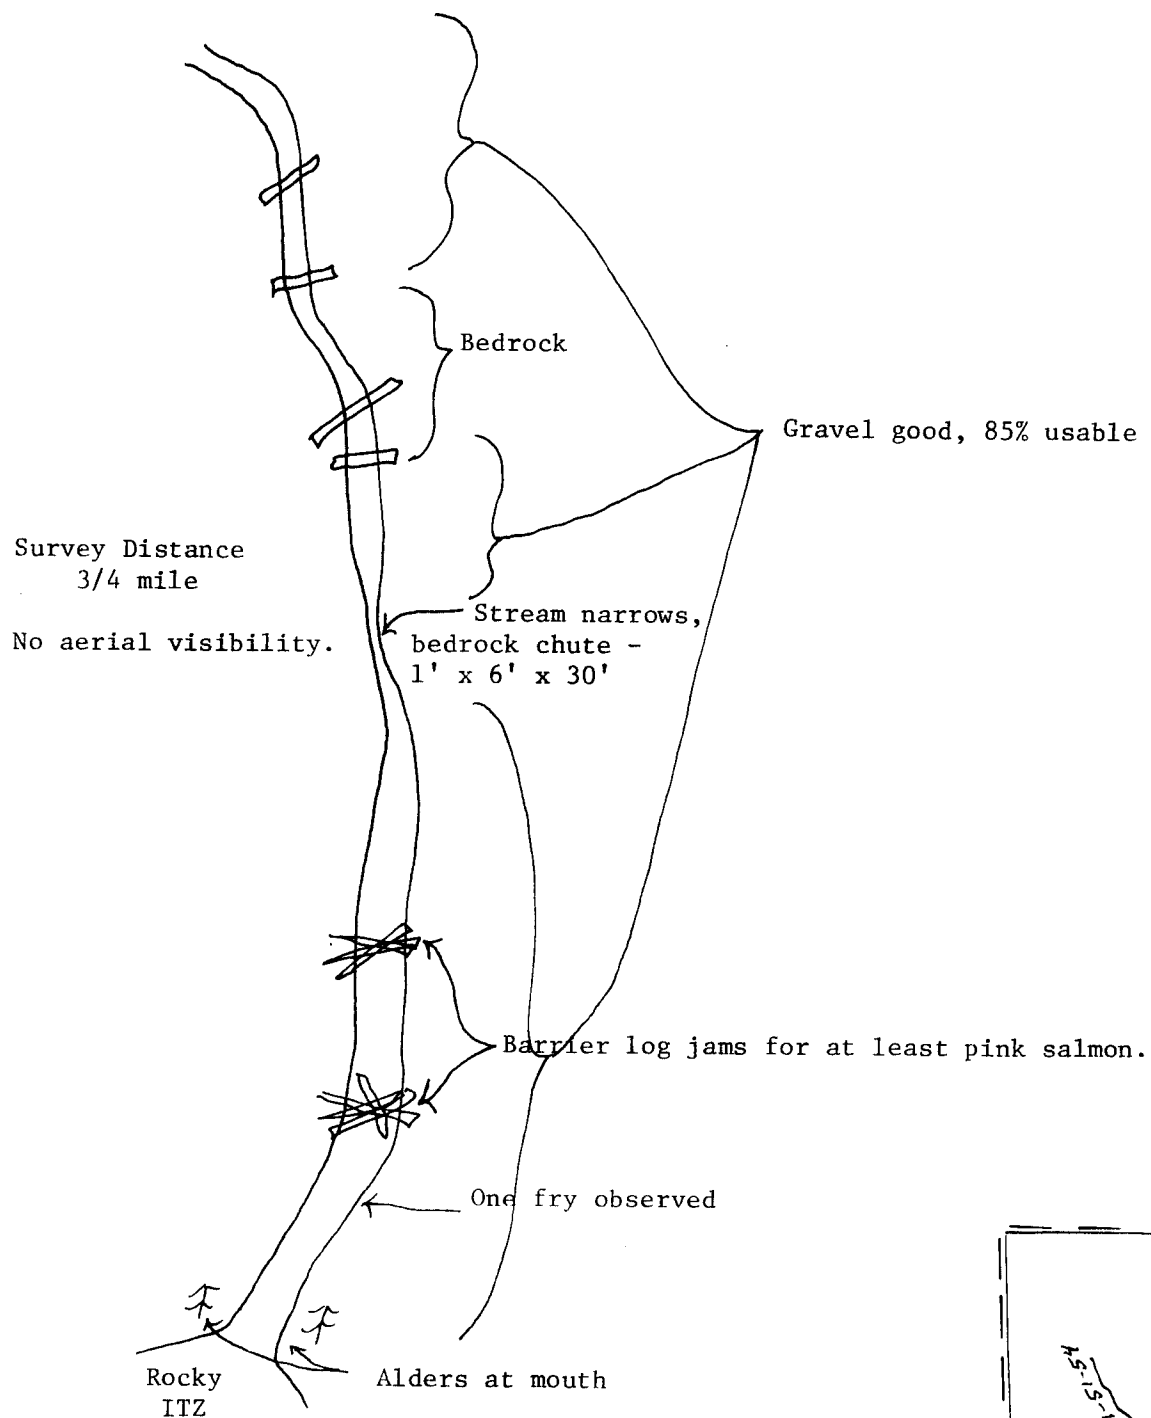 Bedrock
Gravel good, 85% usable
Survey Distance
3/4 mile
No aerial visibility.
Stream narrows,
bedrock chute -
1' x 6' x 30'
Barrier log jams for at least pink salmon.
One fry observed
Alders at mouth
Rocky
ITZ